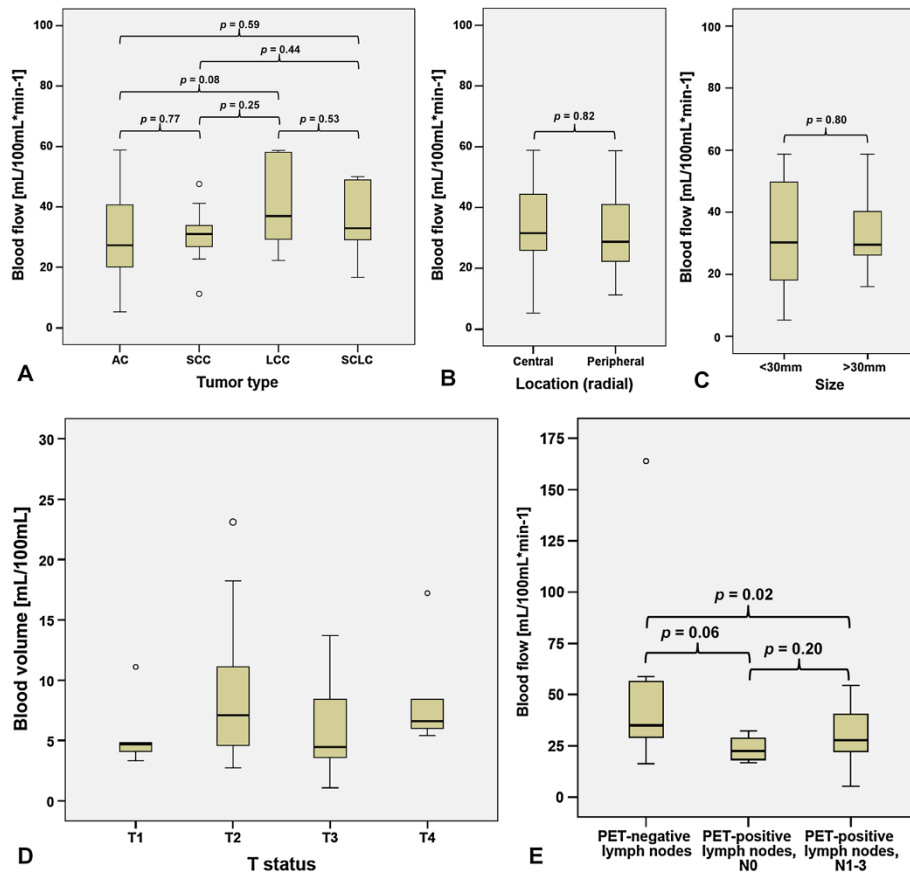 Blood flow [mL/100mL*min-1]
100
80
60
40
20
0
p = 0.59
p = 0.44
p = 0.08
p = 0.25
p = 0.77
p = 0.53
AC SCC LCC SCLC
Tumor type
A
Blood flow [mL/100mL*min-1]
100
80
60
40
20
0
p = 0.82
Central Peripheral
Location (radial)
B
Blood flow [mL/100mL*min-1]
100
80
60
40
20
0
p = 0.80
<30mm >30mm
Size
C
Blood volume [mL/100mL]
30
25
20
15
10
5
0
T1 T2 T3 T4
T status
D
Blood flow [mL/100mL*min-1]
175
150
125
100
75
50
25
0
p = 0.02
p = 0.06
p = 0.20
PET-negative PET-positive PET-positive
lymph nodes lymph nodes, lymph nodes,
N0 N1-3
E